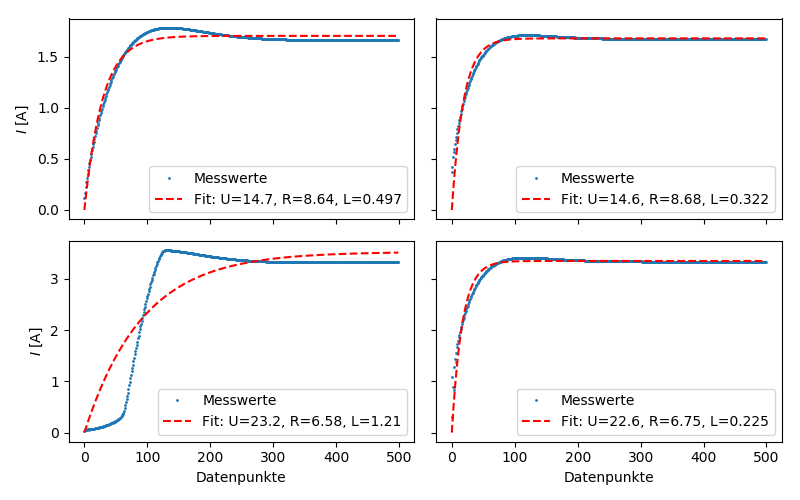 1.5
1.0
0.5
0.0
I [A]
Messwerte
Fit: U=14.7, R=8.64, L=0.497
Messwerte
Fit: U=14.6, R=8.68, L=0.322
3
2
1
0
I [A]
Messwerte
Fit: U=23.2, R=6.58, L=1.21
Messwerte
Fit: U=22.6, R=6.75, L=0.225
0 100 200 300 400 500
Datenpunkte
0 100 200 300 400 500
Datenpunkte